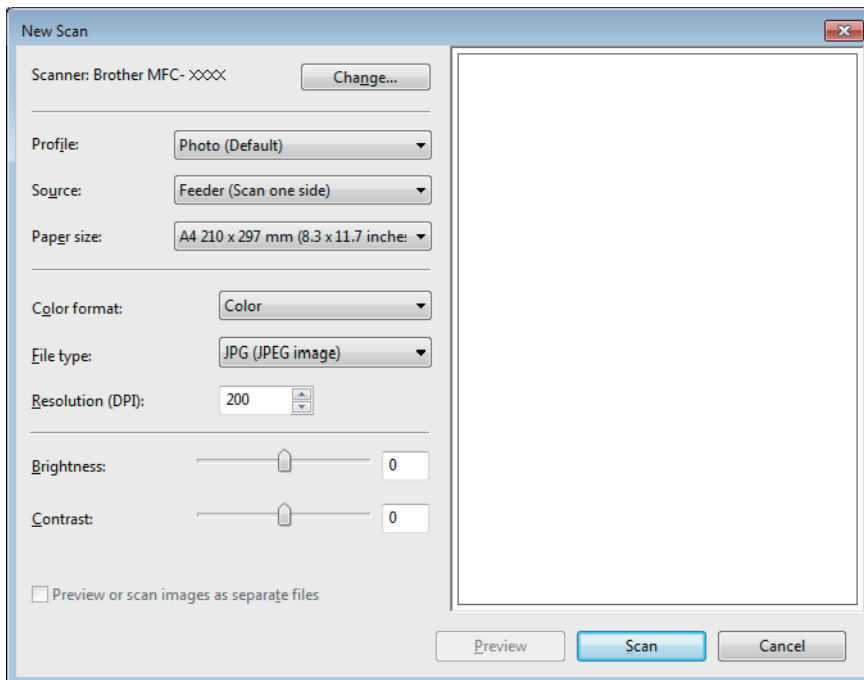 New Scan
Scanner: Brother MFC- XXXX
Change...
Profile: Photo (Default)
Source: Feeder (Scan one side)
Paper size: A4 210 x 297 mm (8.3 x 11.7 inches
Color format: Color
File type: JPG (JPEG image)
Resolution (DPI): 200
Brightness: 0
Contrast: 0
Preview or scan images as separate files
Preview Scan Cancel